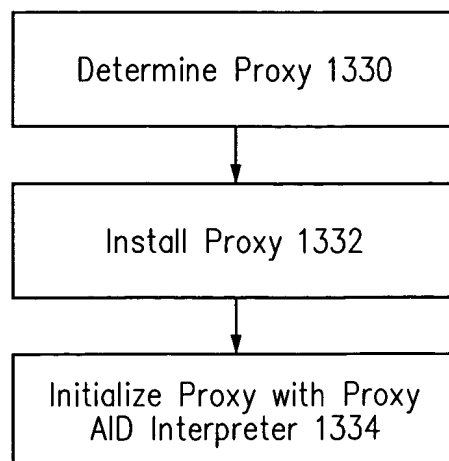 Determine Proxy 1330
Install Proxy 1332
Initialize Proxy with Proxy
AID Interpreter 1334